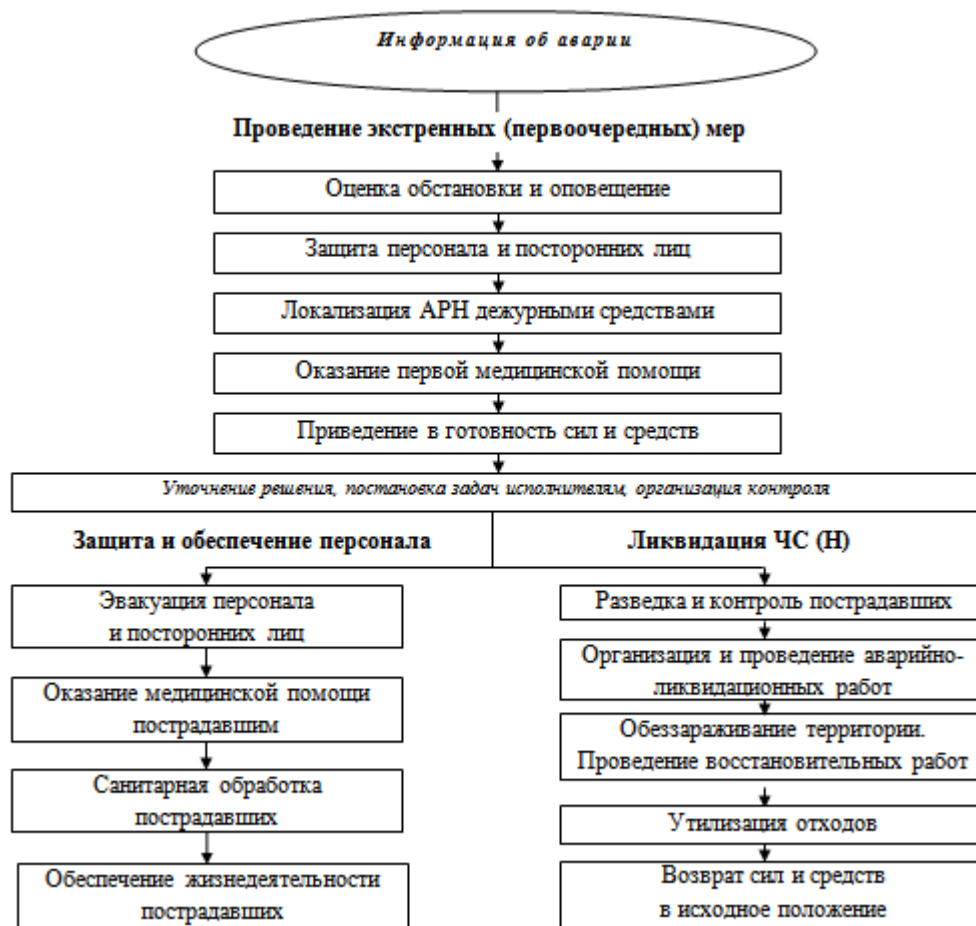 Информация об аварии
Проведение экстренных (первоочередных) мер
Оценка обстановки и оповещение
Защита персонала и посторонних лиц
Локализация АРН дежурными средствами
Оказание первой медицинской помощи
Приведение в готовность сил и средств
Уточнение решения, постановка задач исполнителям, организация контроля
Защита и обеспечение персонала
Эвакуация персонала
и посторонних лиц
Оказание медицинской помощи
пострадавшим
Санитарная обработка
пострадавших
Обеспечение жизнедеятельности
пострадавших
Ликвидация ЧС (Н)
Разведка и контроль пострадавших
Организация и проведение аварийно-
ликвидационных работ
Обеззараживание территории.
Проведение восстановительных работ
Утилизация отходов
Возврат сил и средств
в исходное положение